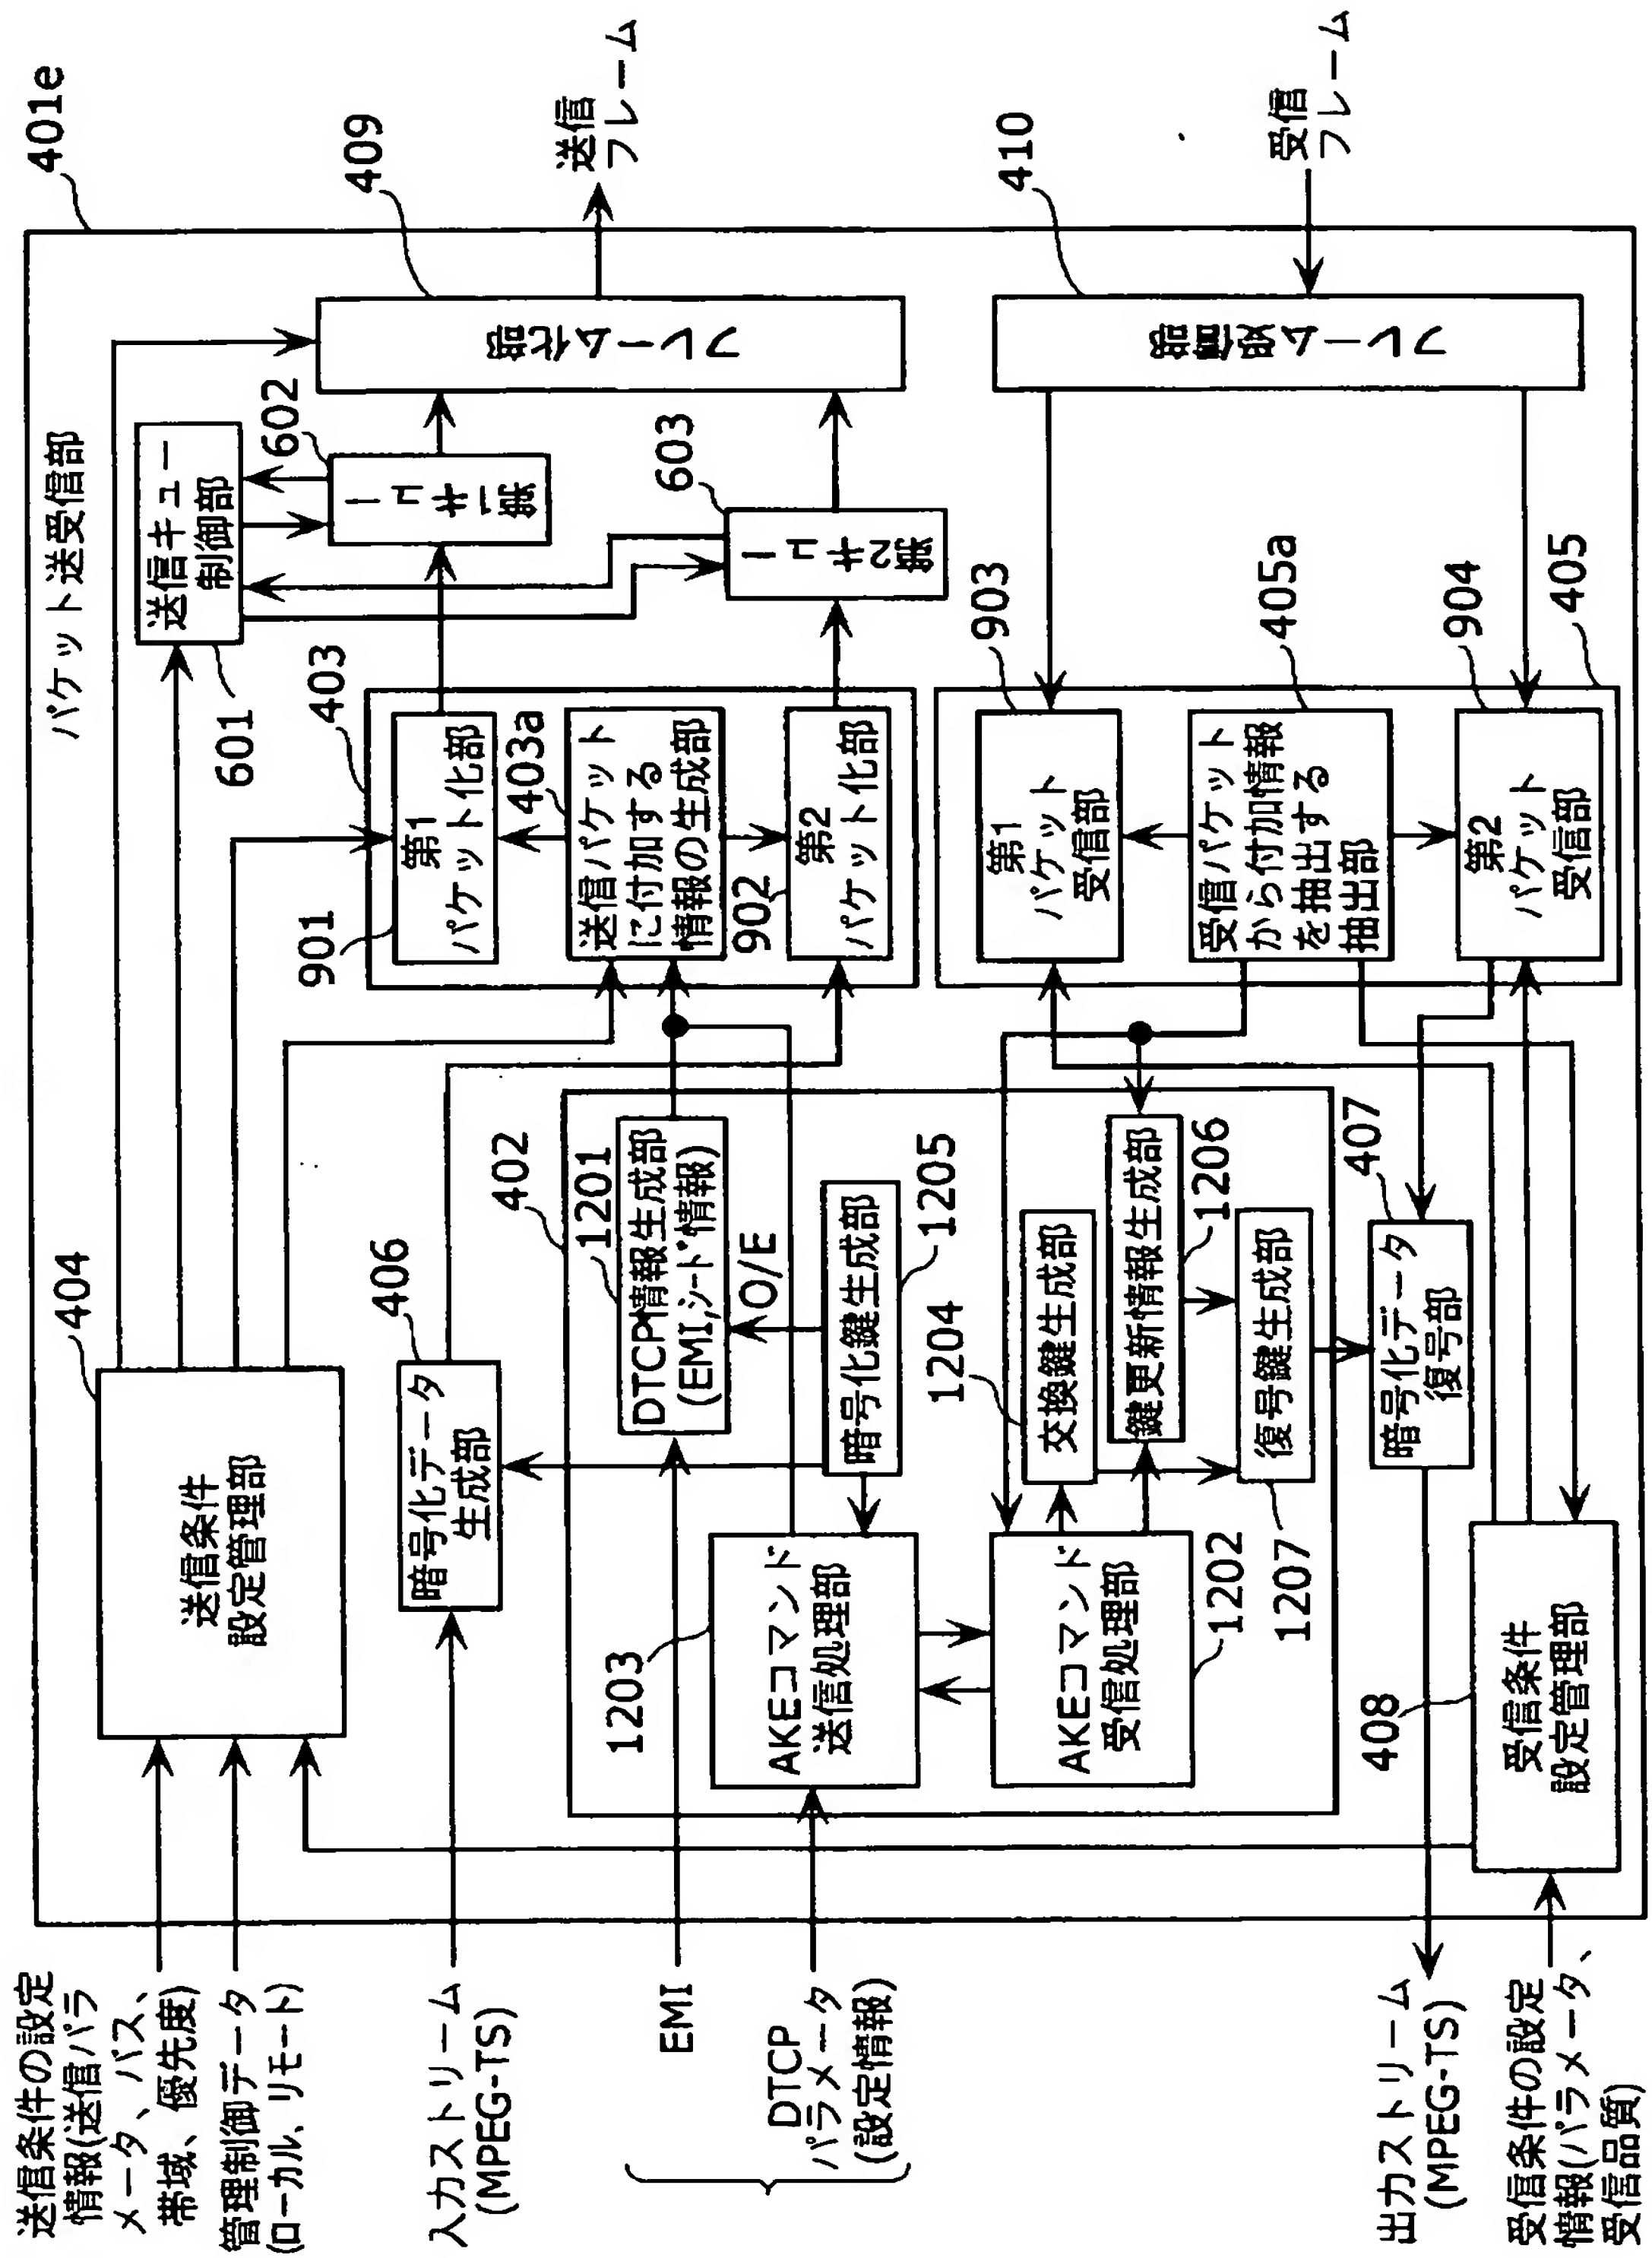 401e
パケット送受信部
送信条件の設定
情報(送信パラ
メータ、パス、
帯域、優先度)
管理制御データ
(ローカル、リモート)
404
送信条件
設定管理部
送信キュー
制御部
601
602
第1キュー
409
フレーム化部
送信
フレーム
603
第2キュー
403
901
第1
パケット化部
403a
送信パケット
に付加する
情報の生成部
902
第2
パケット化部
入力ストリーム
(MPEG-TS)
406
暗号化データ
生成部
402
1201
DTCP情報生成部
(EMI,シード情報)
O/E
暗号化鍵生成部
1205
EMI
DTCP
パラメータ
(設定情報)
1203
AKEコマンド
送信処理部
AKEコマンド
受信処理部
1202
1204
交換鍵生成部
鍵更新情報生成部
1206
復号鍵生成部
1207
407
暗号化データ
復号部
410
フレーム受信部
受信
フレーム
903
第1
パケット
受信部
405a
受信パケット
から付加情報
を抽出する
抽出部
904
第2
パケット
受信部
405
408
受信条件
設定管理部
出力ストリーム
(MPEG-TS)
受信条件の設定
情報(パラメータ、
受信品質)